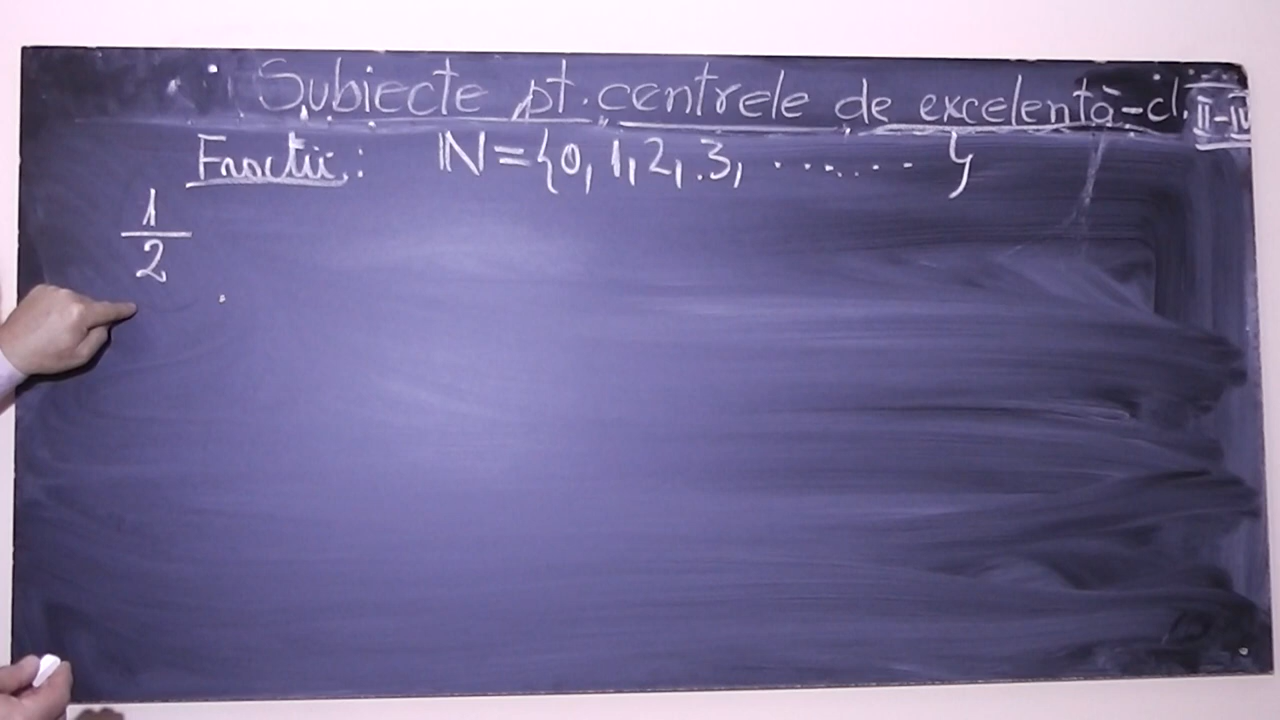 Subiecte pt. centrele de excelență - cl. II-IV
Fracții: ℕ = {0, 1, 2, 3, ....... }
1
2